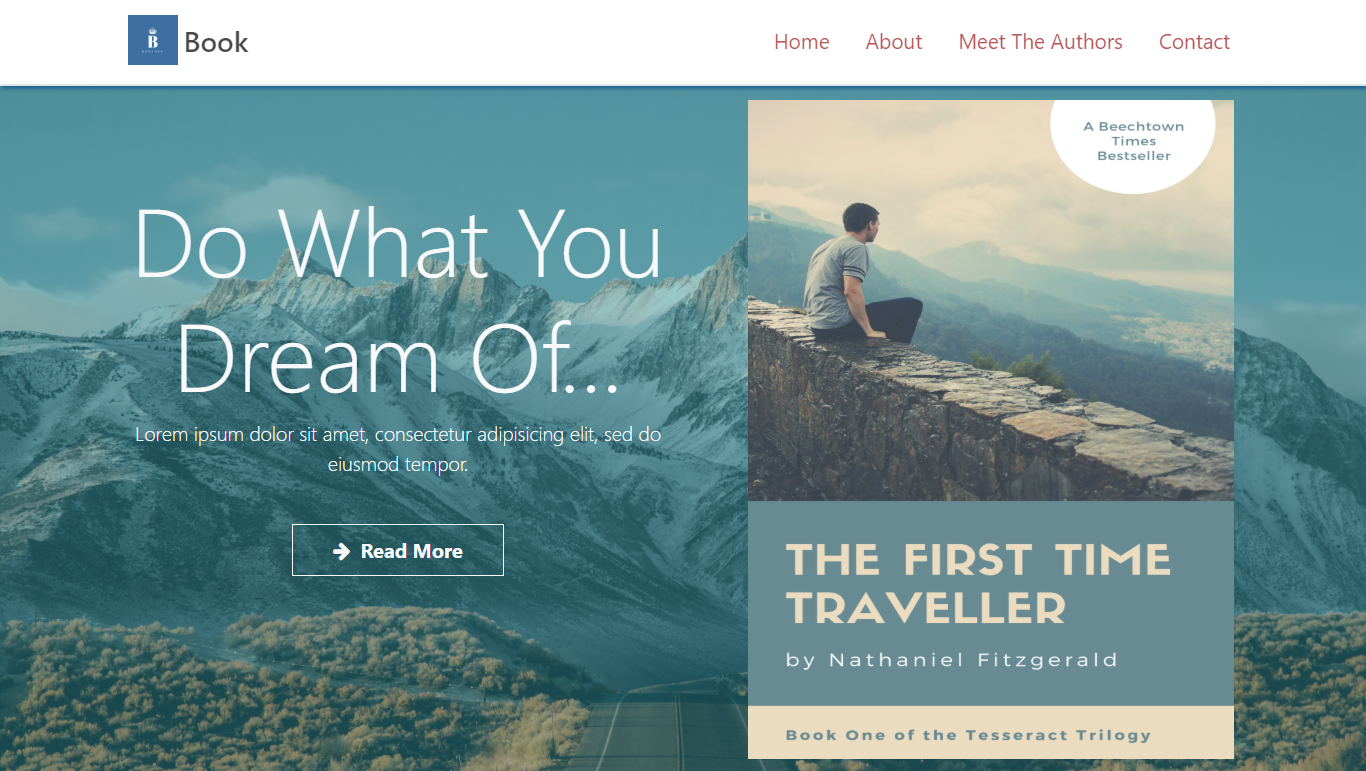 B
Book
Home About Meet The Authors Contact
Do What You
Dream Of...
Lorem ipsum dolor sit amet, consectetur adipisicing elit, sed do
eiusmod tempor.
Read More
A Beechtown
Times
Bestseller
THE FIRST TIME
TRAVELLER
by Nathaniel Fitzgerald
Book One of the Tesseract Trilogy